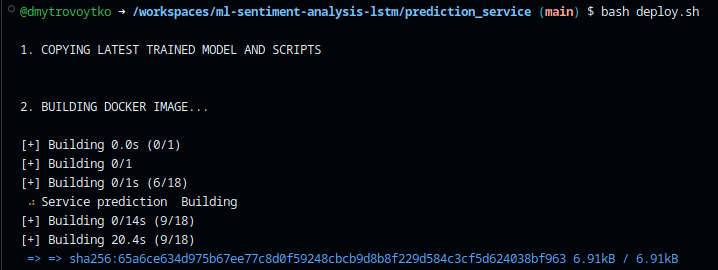 @dmytrovoytko → /workspaces/ml-sentiment-analysis-lstm/prediction_service (main) $ bash deploy.sh
1. COPYING LATEST TRAINED MODEL AND SCRIPTS
2. BUILDING DOCKER IMAGE...
[+] Building 0.0s (0/1)
[+] Building 0/1
[+] Building 0/1s (6/18)
⠴ Service prediction  Building
[+] Building 0/14s (9/18)
[+] Building 20.4s (9/18)
=> => sha256:65a6ce634d975b67ee77c8d0f59248cbcb9d8b8f229d584c3cf5d624038bf963 6.91kB / 6.91kB